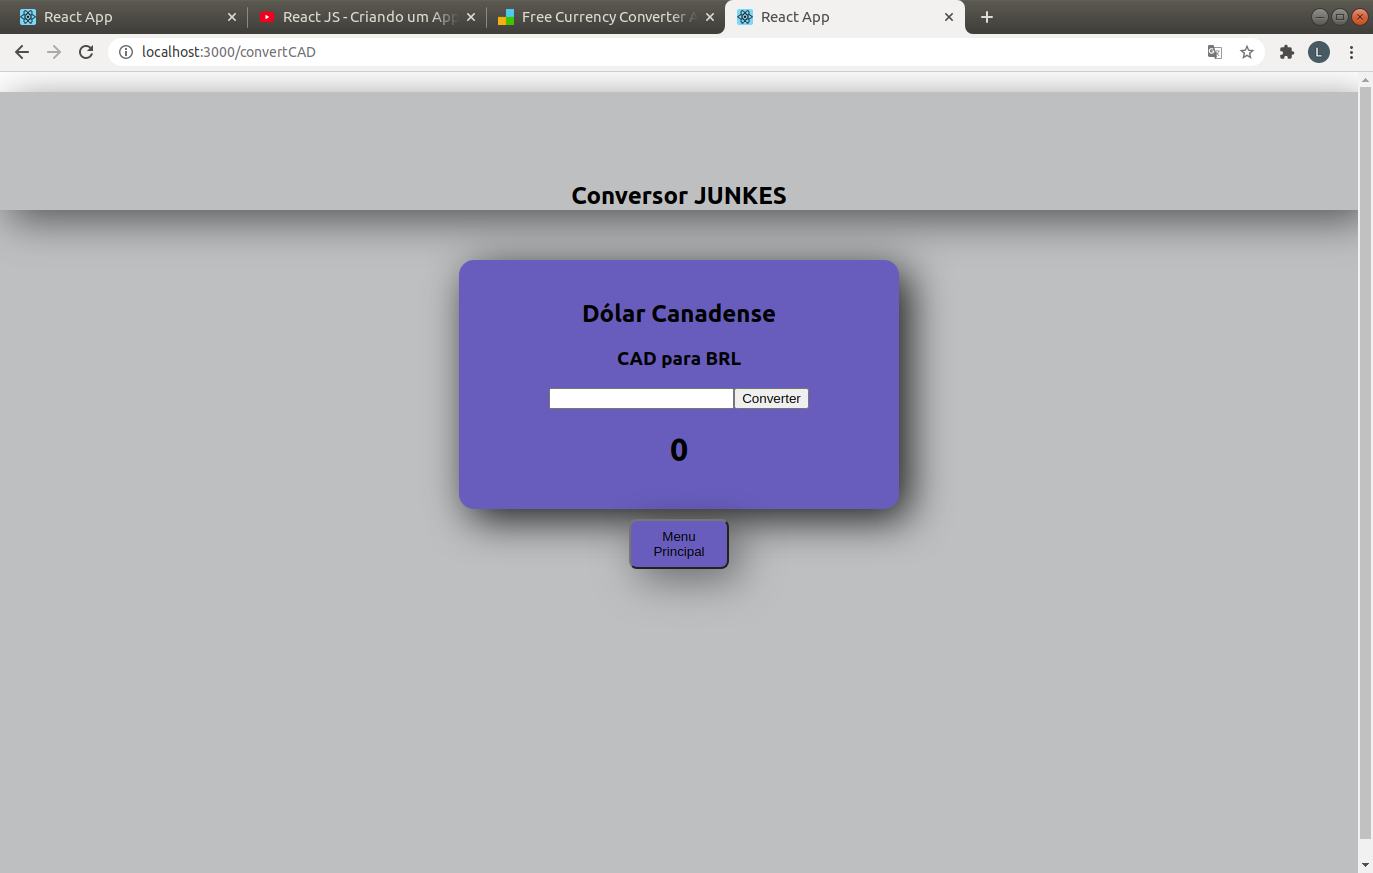 React App
React JS - Criando um App
Free Currency Converter A
React App
localhost:3000/convertCAD
L
Conversor JUNKES
Dólar Canadense
CAD para BRL
Converter
0
Menu
Principal